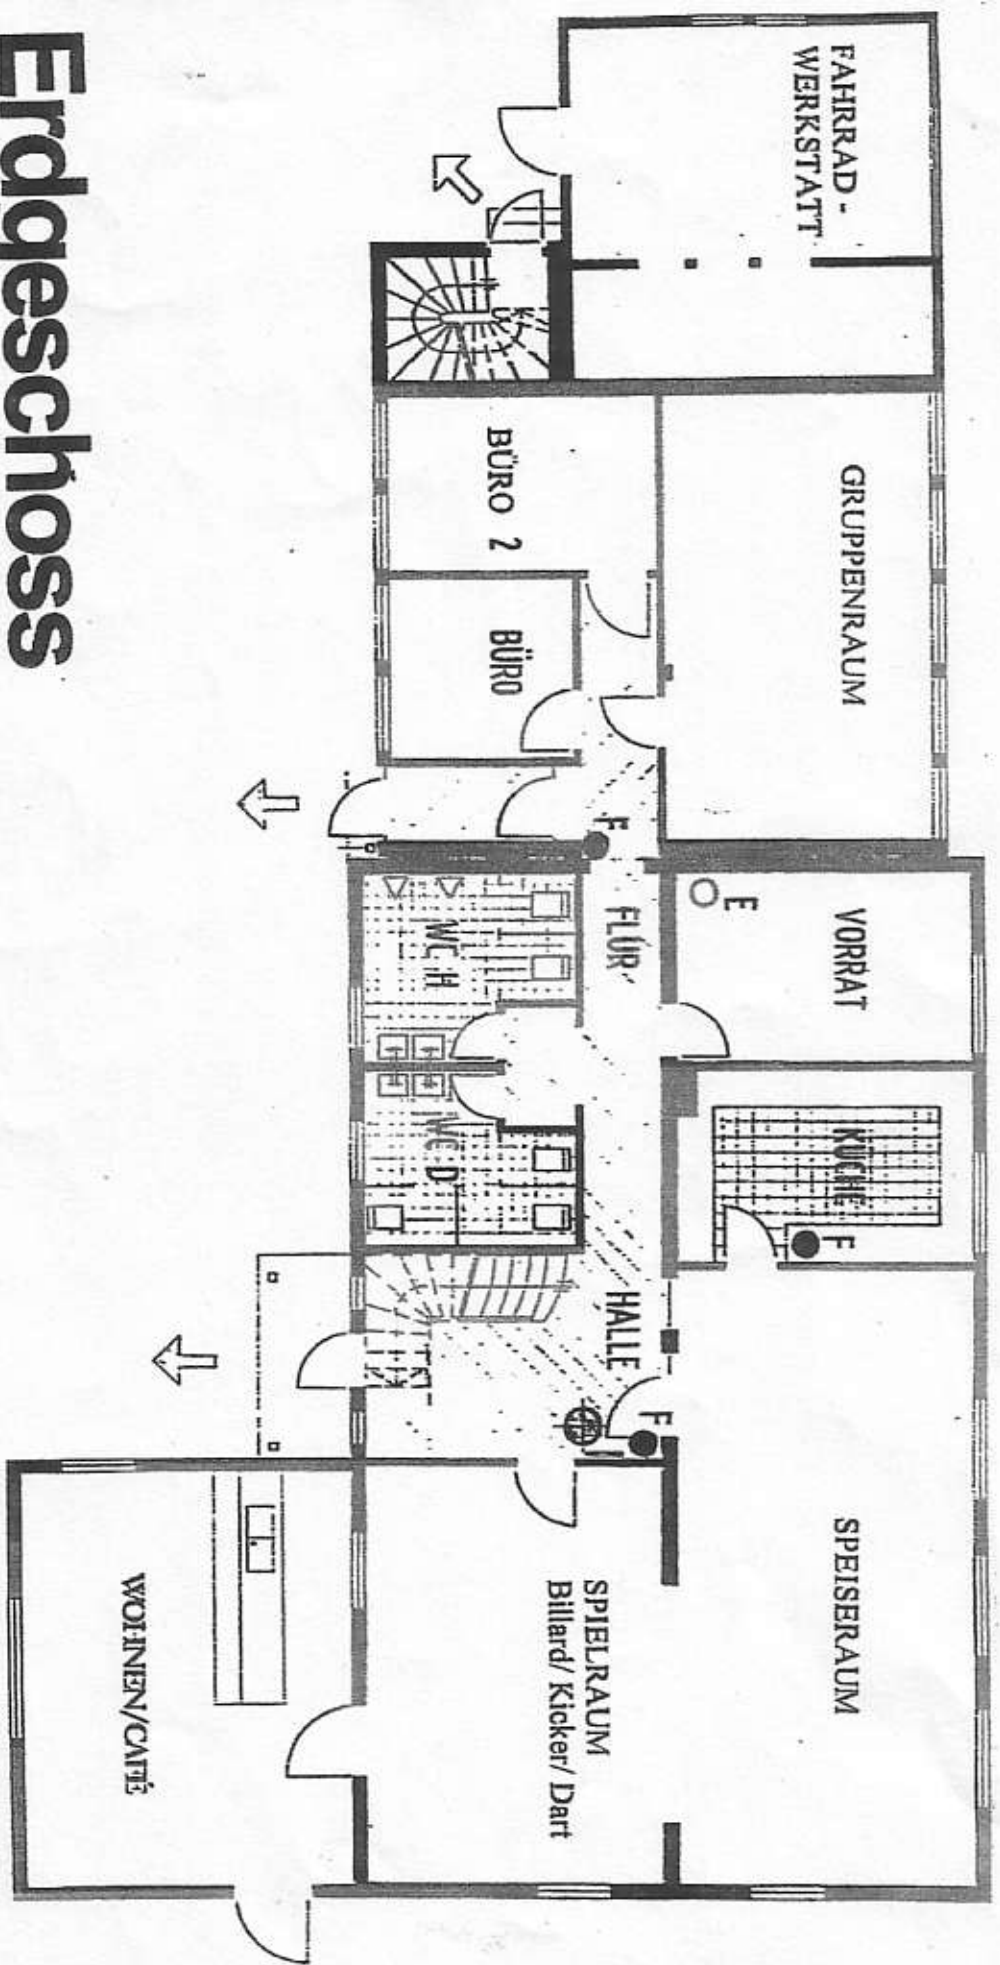 Erdgeschoss
FAHRRAD-
WERKSTATT
GRUPPENRAUM
BÜRO 2
BÜRO
F
FLUR
E
VORRAT
WC H
WC D
KÜCHE
F
HALLE
F
SPEISERAUM
SPIELRAUM
Billard/ Kicker/ Dart
WOHNEN/CAFÉ